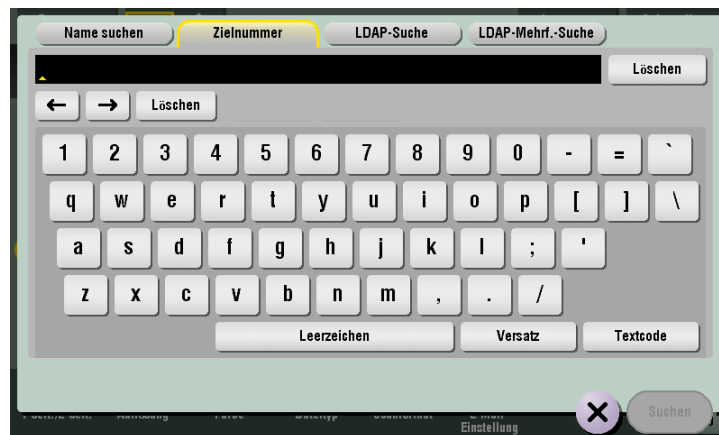 Name suchen Zielnummer LDAP-Suche LDAP-Mehrf.-Suche
Löschen
← → Löschen
1 2 3 4 5 6 7 8 9 0 - = `
q w e r t y u i o p [ ] \
a s d f g h j k l ; '
z x c v b n m , . /
Leerzeichen Versatz Textcode
Suchen
Einstellung